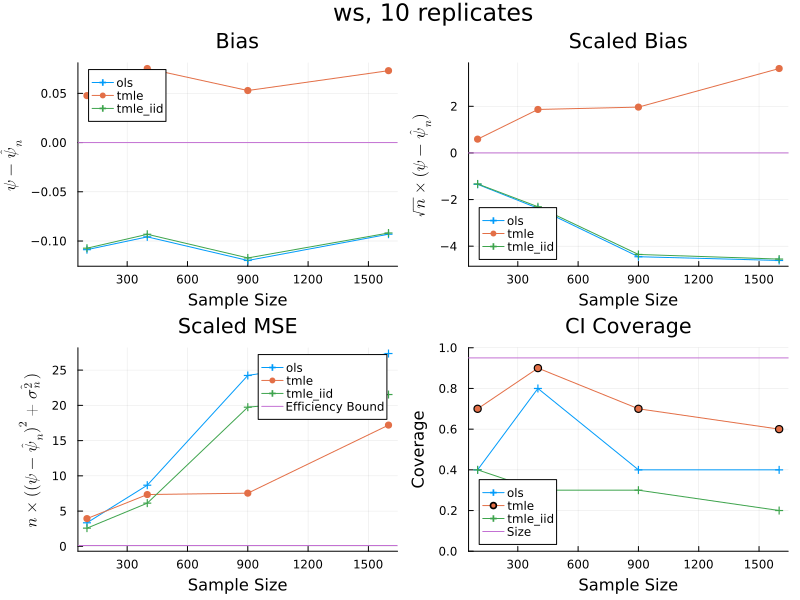 ws, 10 replicates
Bias
ψ − ψ̂ₙ
0.05
0.00
−0.05
−0.10
ols
tmle
tmle_iid
300 600 900 1200 1500
Sample Size
Scaled Bias
√n × (ψ − ψ̂ₙ)
2
0
−2
−4
ols
tmle
tmle_iid
300 600 900 1200 1500
Sample Size
Scaled MSE
n × ((ψ − ψ̂ₙ)² + σ̂²ₙ)
25
20
15
10
5
0
ols
tmle
tmle_iid
Efficiency Bound
300 600 900 1200 1500
Sample Size
CI Coverage
Coverage
1.0
0.8
0.6
0.4
0.2
0.0
ols
tmle
tmle_iid
Size
300 600 900 1200 1500
Sample Size